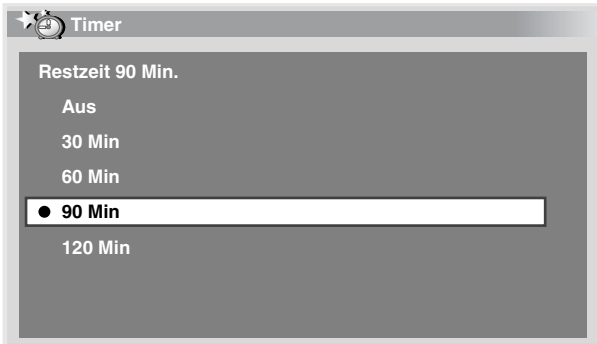 Timer
Restzeit 90 Min.
Aus
30 Min
60 Min
90 Min
120 Min